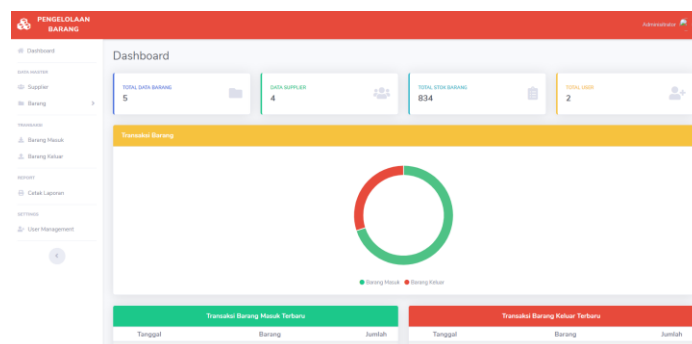 PENGELOLAAN
BARANG
Administrator
Dashboard
DATA MASTER
Supplier
Barang
TRANSAKSI
Barang Masuk
Barang Keluar
REPORT
Cetak Laporan
SETTINGS
User Management
Dashboard
TOTAL DATA BARANG
5
DATA SUPPLIER
4
TOTAL STOK BARANG
834
TOTAL USER
2
Transaksi Barang
Barang Masuk Barang Keluar
Transaksi Barang Masuk Terbaru
Tanggal Barang Jumlah
Transaksi Barang Keluar Terbaru
Tanggal Barang Jumlah